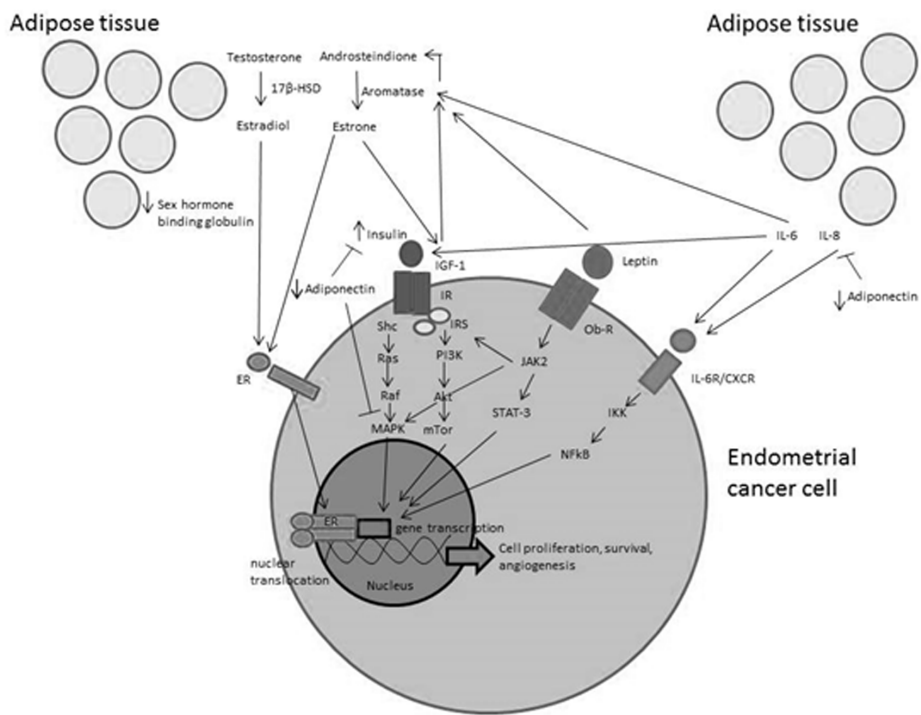 Adipose tissue
Adipose tissue
Testosterone
Androsteindione
17β-HSD
Aromatase
Estradiol
Estrone
Sex hormone
binding globulin
Insulin
IL-6
IL-8
IGF-1
Leptin
Adiponectin
IR
Adiponectin
Shc
IRS
Ob-R
Ras
PI3K
JAK2
ER
IL-6R/CXCR
Raf
Akt
STAT-3
IKK
MAPK
mTor
NFkB
Endometrial
cancer cell
ER
gene transcription
Cell proliferation, survival,
angiogenesis
nuclear
translocation
Nucleus